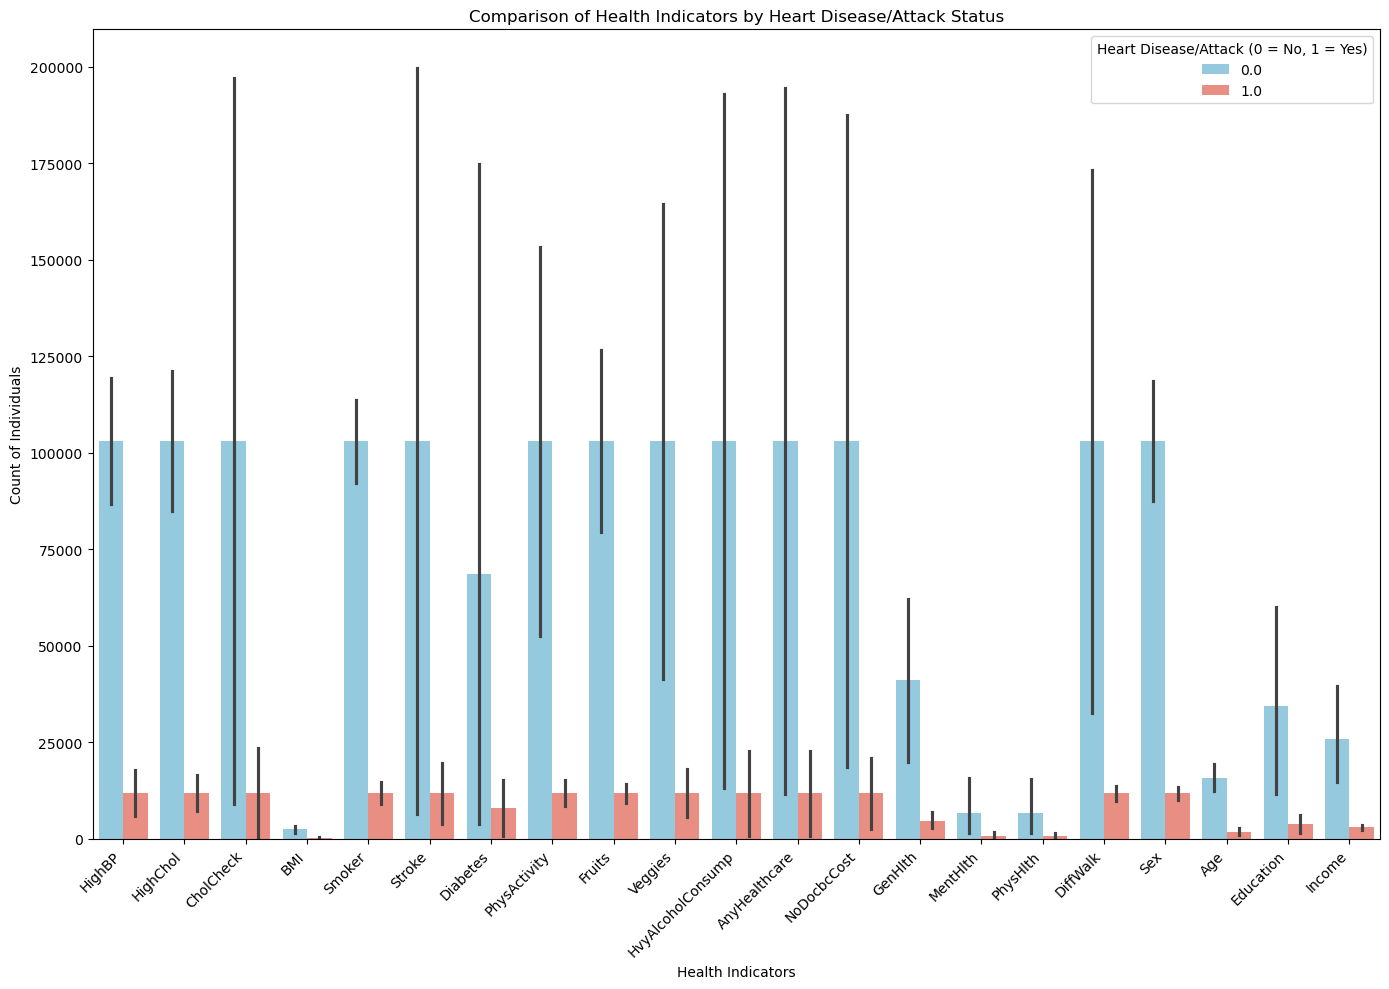 Comparison of Health Indicators by Heart Disease/Attack Status
Heart Disease/Attack (0 = No, 1 = Yes)
0.0
1.0
Count of Individuals
200000
175000
150000
125000
100000
75000
50000
25000
0
HighBP
HighChol
CholCheck
BMI
Smoker
Stroke
Diabetes
PhysActivity
Fruits
Veggies
HvyAlcoholConsump
AnyHealthcare
NoDocbcCost
GenHlth
MentHlth
PhysHlth
DiffWalk
Sex
Age
Education
Income
Health Indicators